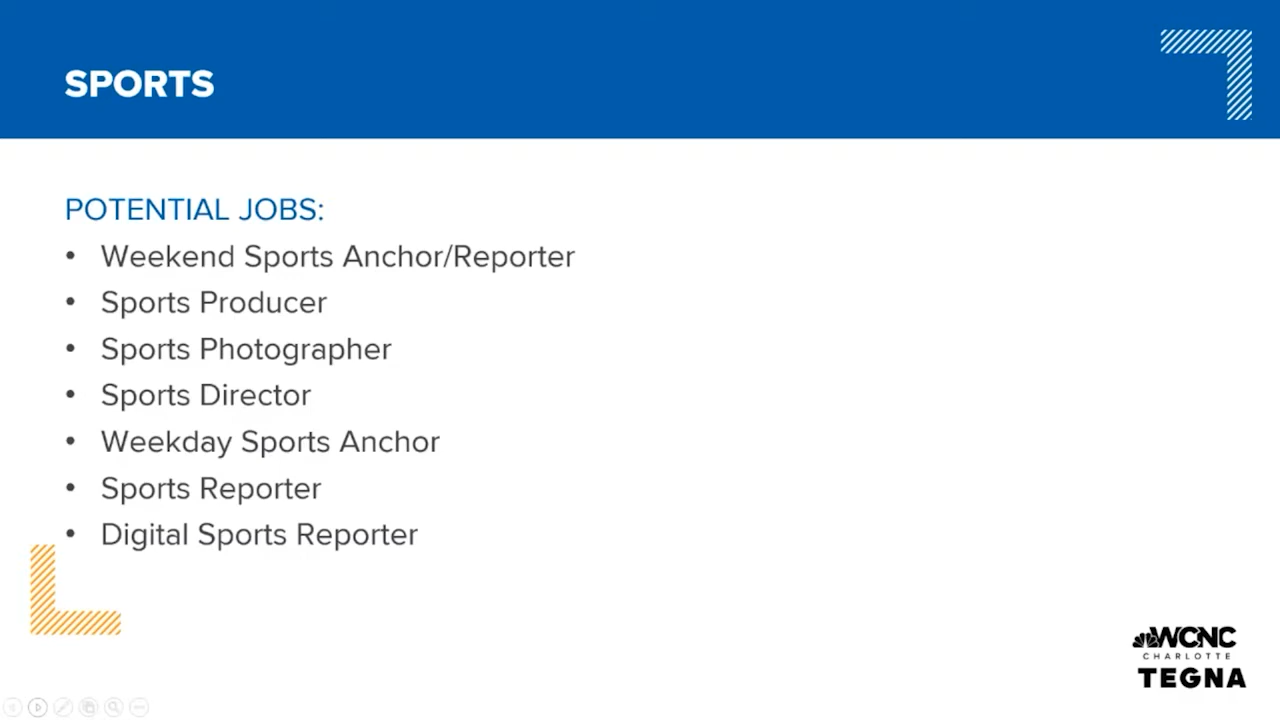 SPORTS
POTENTIAL JOBS:
• Weekend Sports Anchor/Reporter
• Sports Producer
• Sports Photographer
• Sports Director
• Weekday Sports Anchor
• Sports Reporter
• Digital Sports Reporter
WCNC
CHARLOTTE
TEGNA